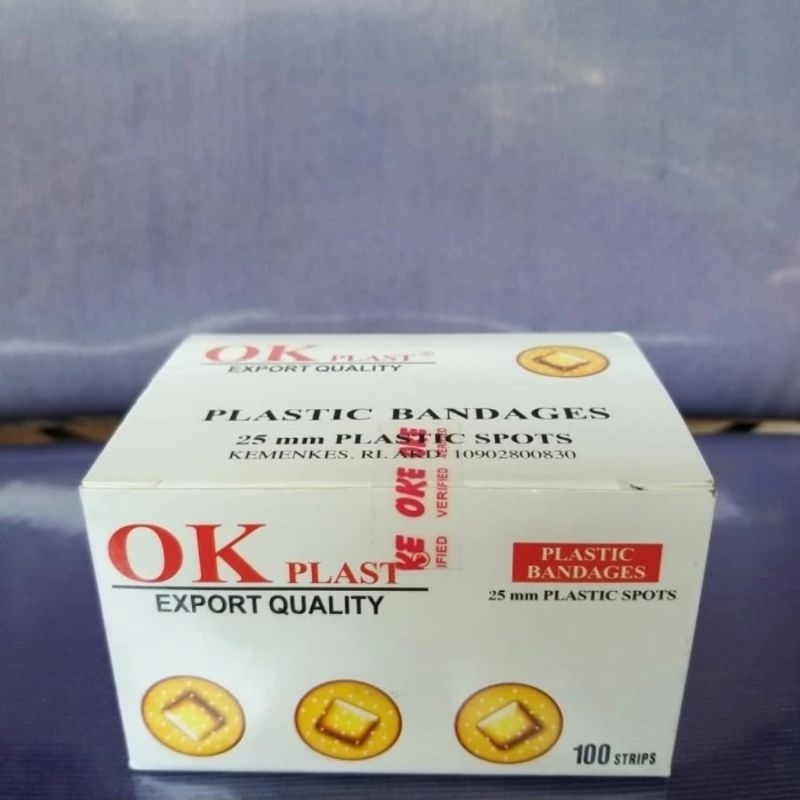 OK PLAST ®
EXPORT QUALITY
PLASTIC BANDAGES
25 mm PLASTIC SPOTS
KEMENKES. RI. AKD. 10902800830
OKE
VERIFIED
VERIFIED
OK PLAST
EXPORT QUALITY
PLASTIC
BANDAGES
25 mm PLASTIC SPOTS
100 STRIPS